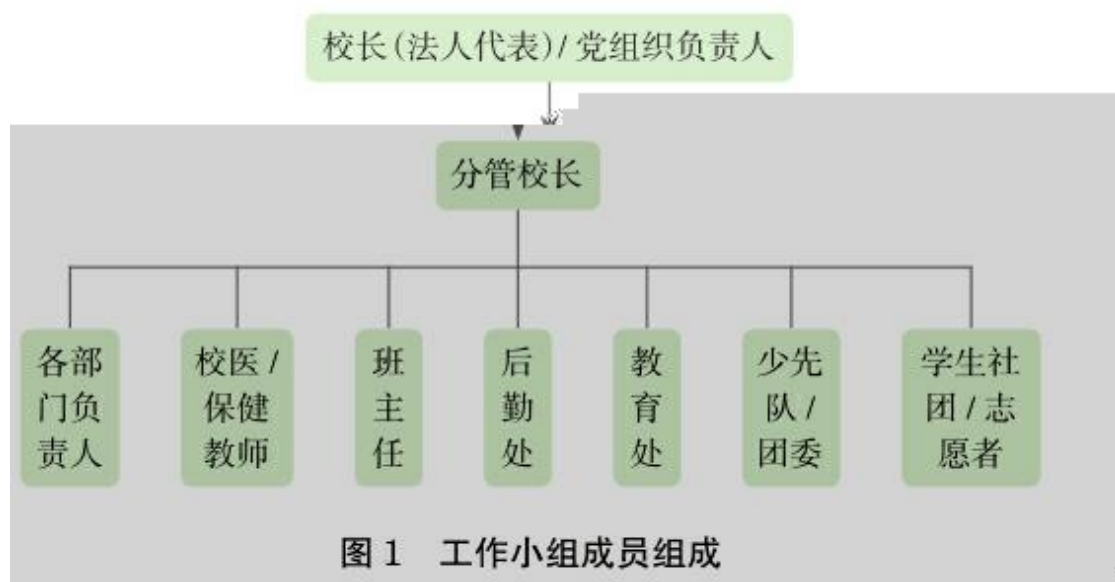 校长(法人代表)/党组织负责人
分管校长
各部
门负
责人
校医/
保健
教师
班
主
任
后
勤
处
教
育
处
少先
队/
团委
学生社
团/志
愿者
图1 工作小组成员组成